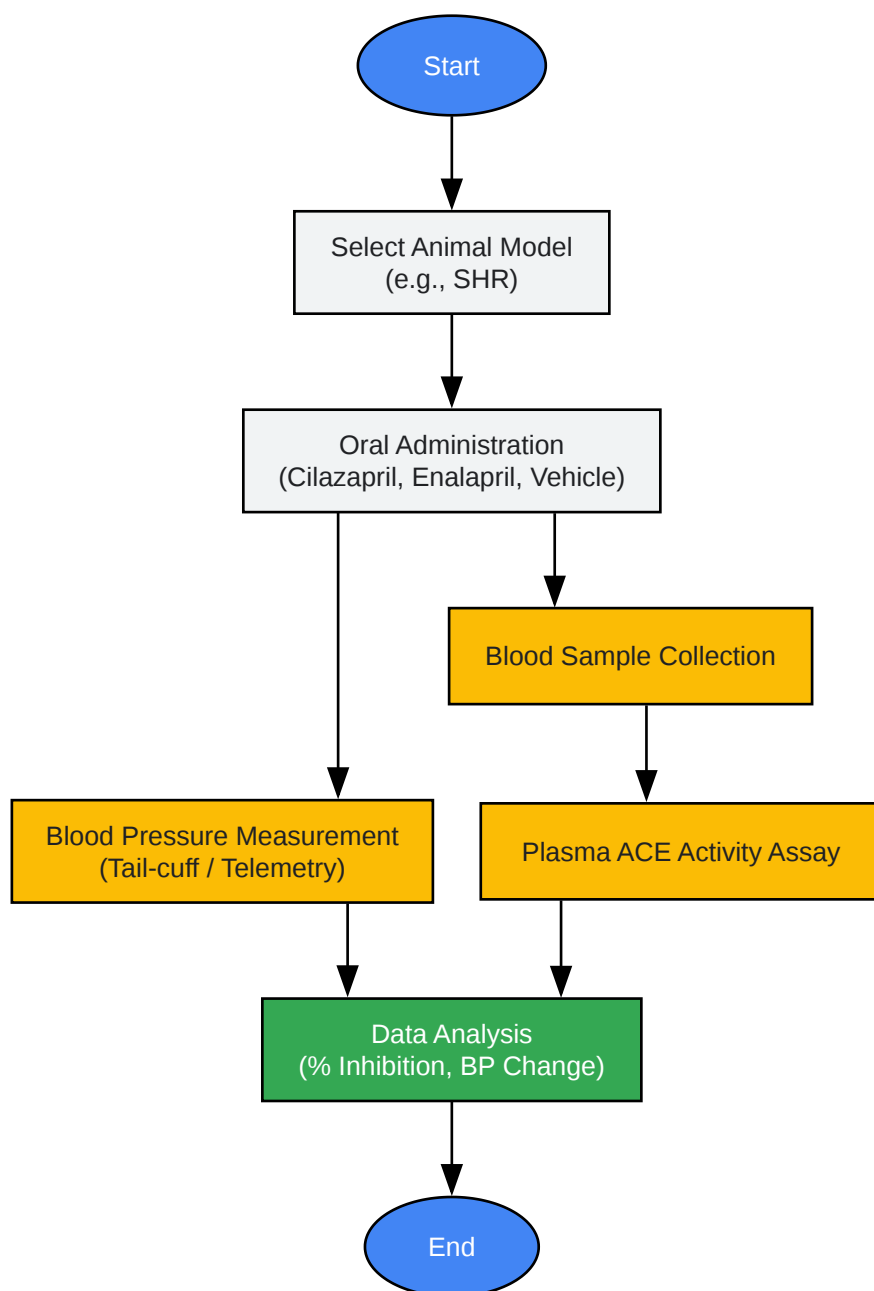 Start
Select Animal Model
(e.g., SHR)
Oral Administration
(Cilazapril, Enalapril, Vehicle)
Blood Sample Collection
Blood Pressure Measurement
(Tail-cuff / Telemetry)
Plasma ACE Activity Assay
Data Analysis
(% Inhibition, BP Change)
End